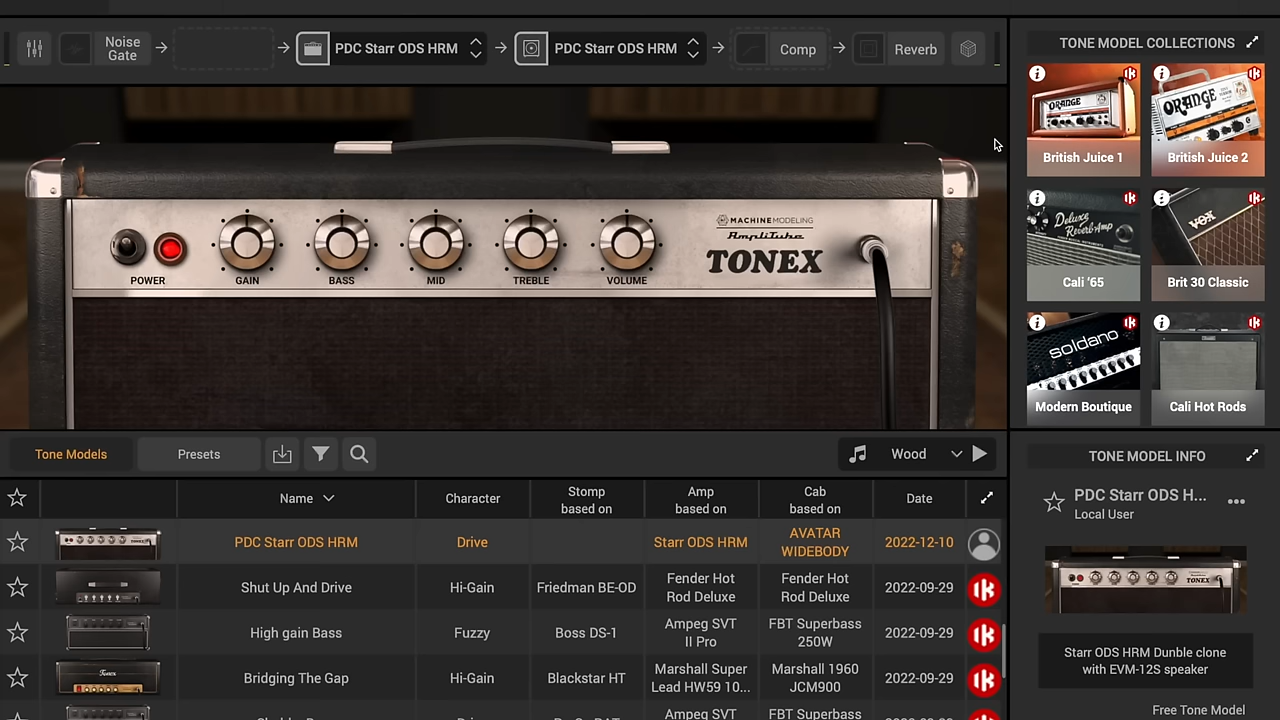 Noise
Gate
PDC Starr ODS HRM
PDC Starr ODS HRM
Comp
Reverb
MACHINEMODELING
AmpliTube
TONEX
POWER
GAIN
BASS
MID
TREBLE
VOLUME
TONE MODEL COLLECTIONS
ORANGE
British Juice 1
ORANGE
British Juice 2
Deluxe
Reverb-Amp
Cali '65
VOX
Brit 30 Classic
soldano
Modern Boutique
Cali Hot Rods
Tone Models
Presets
Wood
Name
Character
Stomp
based on
Amp
based on
Cab
based on
Date
TONEX
PDC Starr ODS HRM
Drive
Starr ODS HRM
AVATAR
WIDEBODY
2022-12-10
Shut Up And Drive
Hi-Gain
Friedman BE-OD
Fender Hot
Rod Deluxe
Fender Hot
Rod Deluxe
2022-09-29
High gain Bass
Fuzzy
Boss DS-1
Ampeg SVT
II Pro
FBT Superbass
250W
2022-09-29
Tonex
Bridging The Gap
Hi-Gain
Blackstar HT
Marshall Super
Lead HW59 10...
Marshall 1960
JCM900
2022-09-29
Ampeg SVT
FBT Superbass
TONE MODEL INFO
PDC Starr ODS H...
Local User
TONEX
Starr ODS HRM Dunble clone
with EVM-12S speaker
Free Tone Model